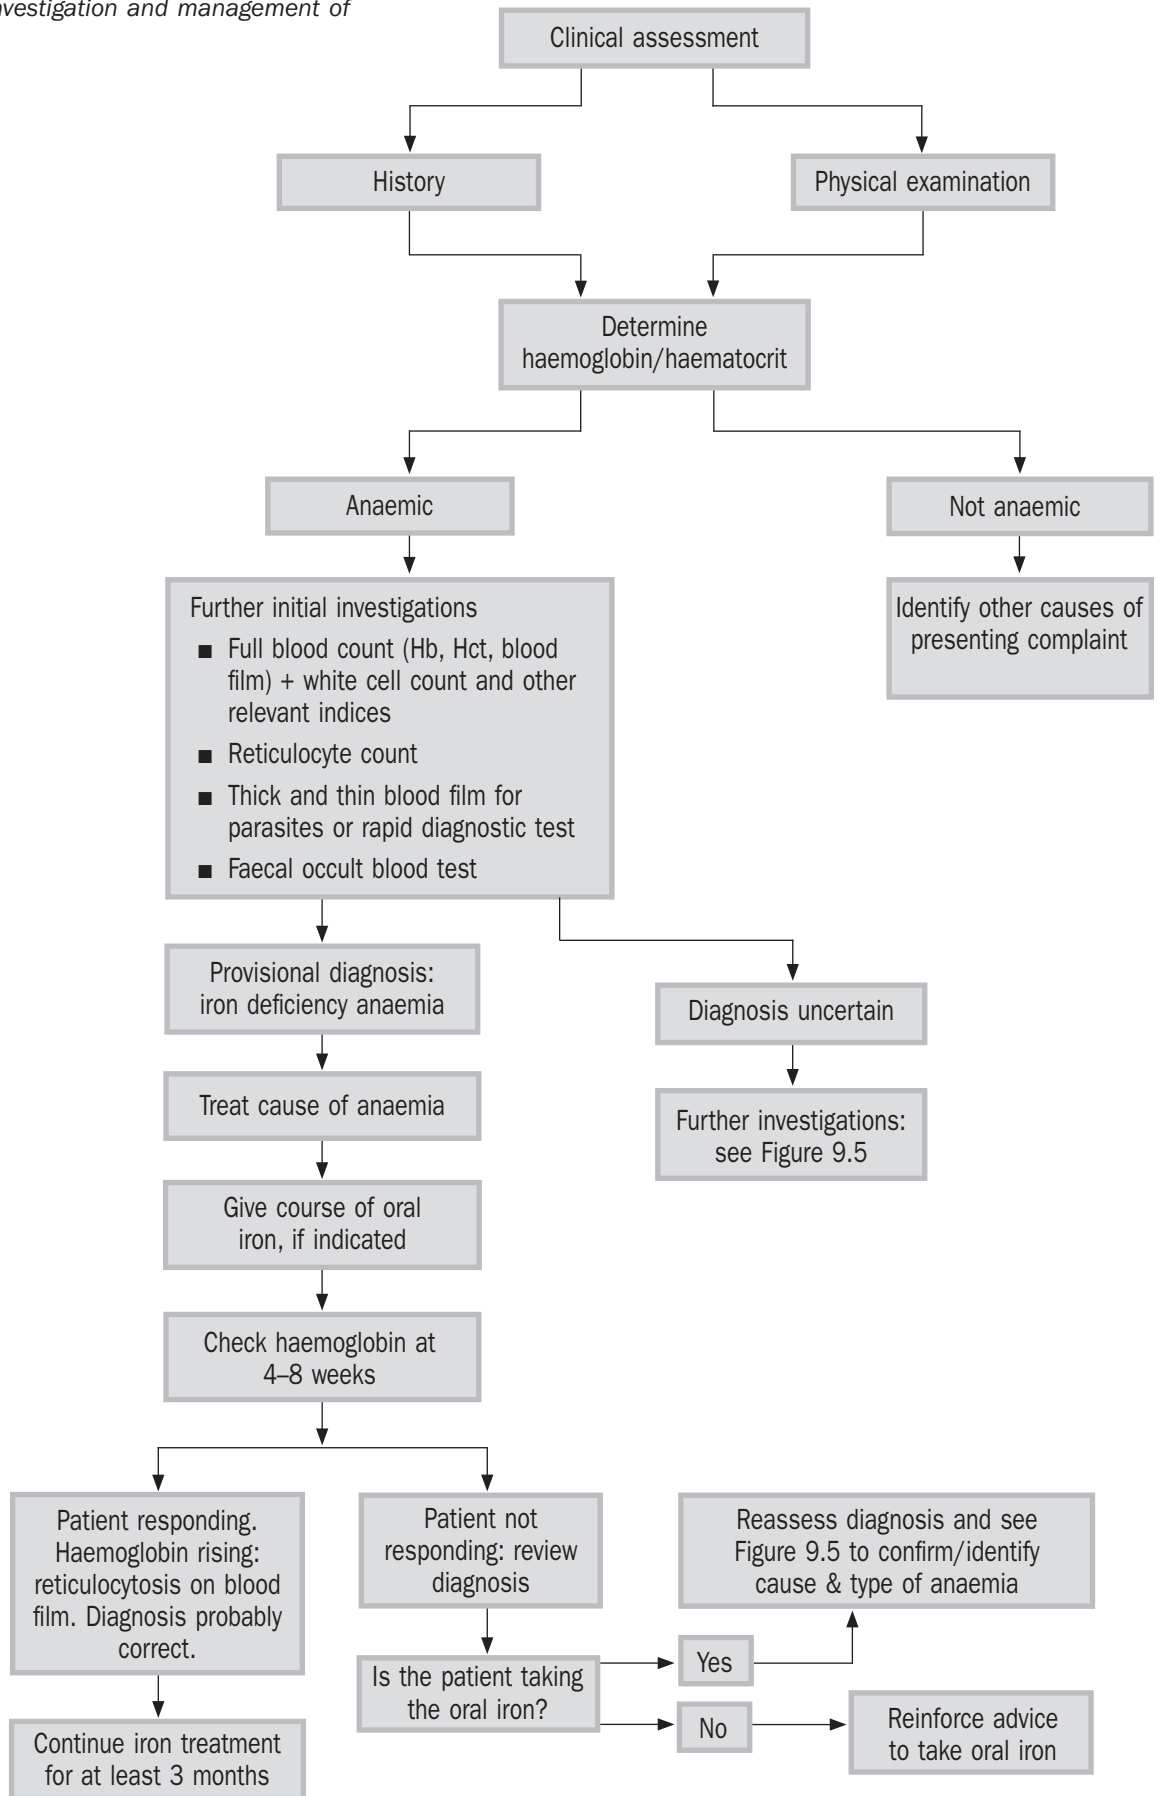 investigation and management of
Clinical assessment
History
Physical examination
Determine
haemoglobin/haematocrit
Anaemic
Not anaemic
Further initial investigations
■ Full blood count (Hb, Hct, blood
film) + white cell count and other
relevant indices
■ Reticulocyte count
■ Thick and thin blood film for
parasites or rapid diagnostic test
■ Faecal occult blood test
Identify other causes of
presenting complaint
Provisional diagnosis:
iron deficiency anaemia
Diagnosis uncertain
Treat cause of anaemia
Further investigations:
see Figure 9.5
Give course of oral
iron, if indicated
Check haemoglobin at
4–8 weeks
Patient responding.
Haemoglobin rising:
reticulocytosis on blood
film. Diagnosis probably
correct.
Patient not
responding: review
diagnosis
Reassess diagnosis and see
Figure 9.5 to confirm/identify
cause & type of anaemia
Is the patient taking
the oral iron?
Yes
No
Reinforce advice
to take oral iron
Continue iron treatment
for at least 3 months